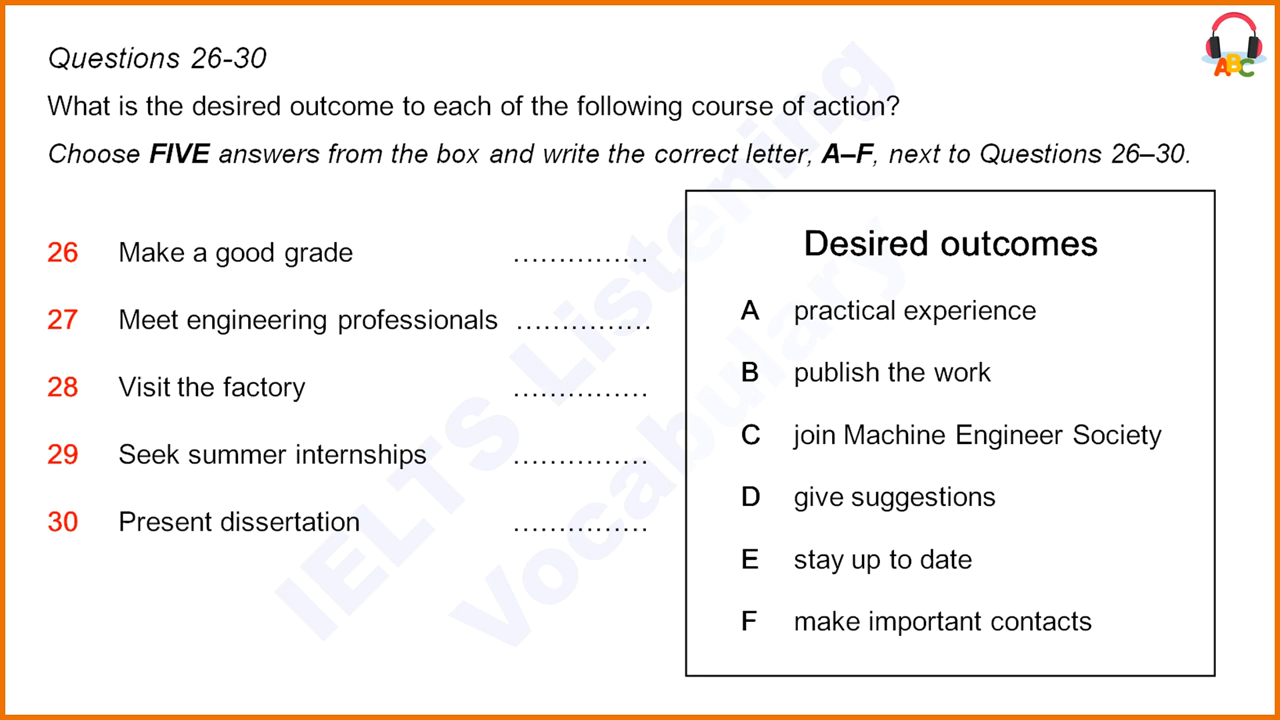 ABC
Questions 26-30
What is the desired outcome to each of the following course of action?
Choose FIVE answers from the box and write the correct letter, A–F, next to Questions 26–30.
26 Make a good grade ……………
27 Meet engineering professionals ……………
28 Visit the factory ……………
29 Seek summer internships ……………
30 Present dissertation ……………
Desired outcomes
A practical experience
B publish the work
C join Machine Engineer Society
D give suggestions
E stay up to date
F make important contacts
IELTS Listening
Vocabulary